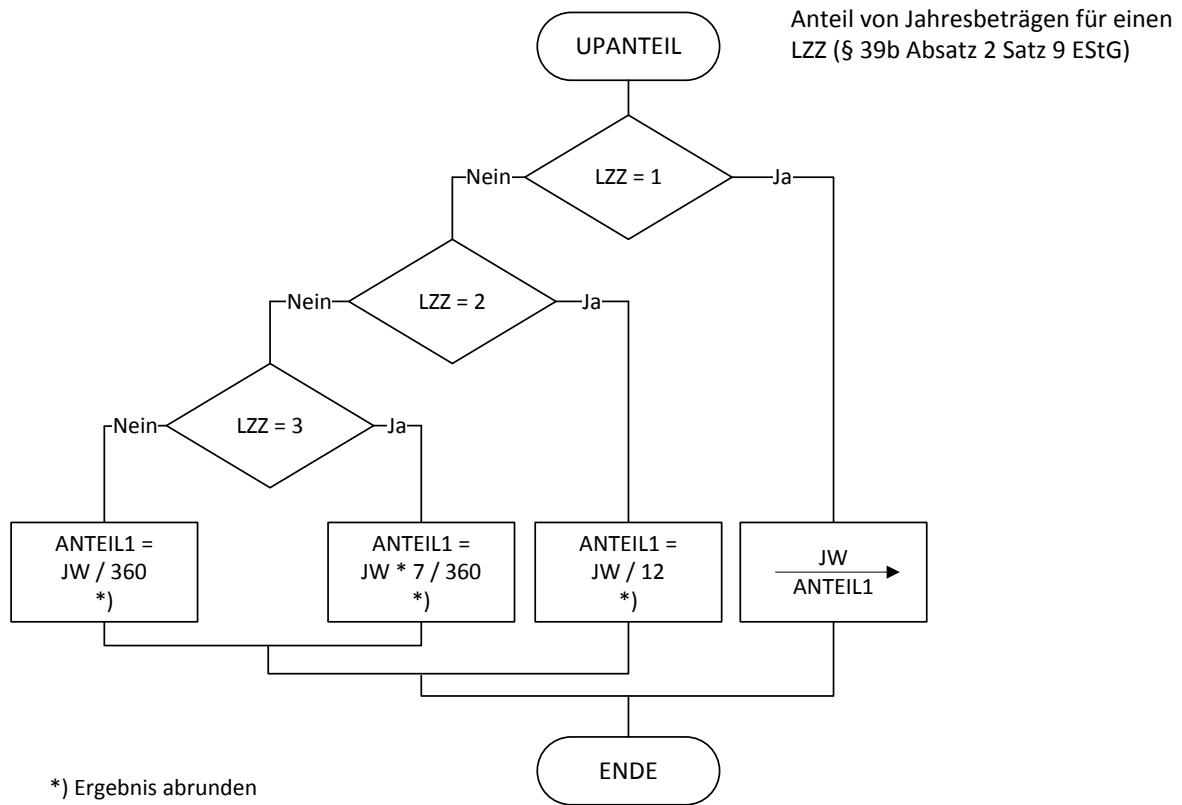 Anteil von Jahresbeträgen für einen
LZZ (§ 39b Absatz 2 Satz 9 EStG)
UPANTEIL
Nein
LZZ = 1
Ja
Nein
LZZ = 2
Ja
Nein
LZZ = 3
Ja
ANTEIL1 =
JW / 360
*)
ANTEIL1 =
JW * 7 / 360
*)
ANTEIL1 =
JW / 12
*)
JW
ANTEIL1
ENDE
*) Ergebnis abrunden